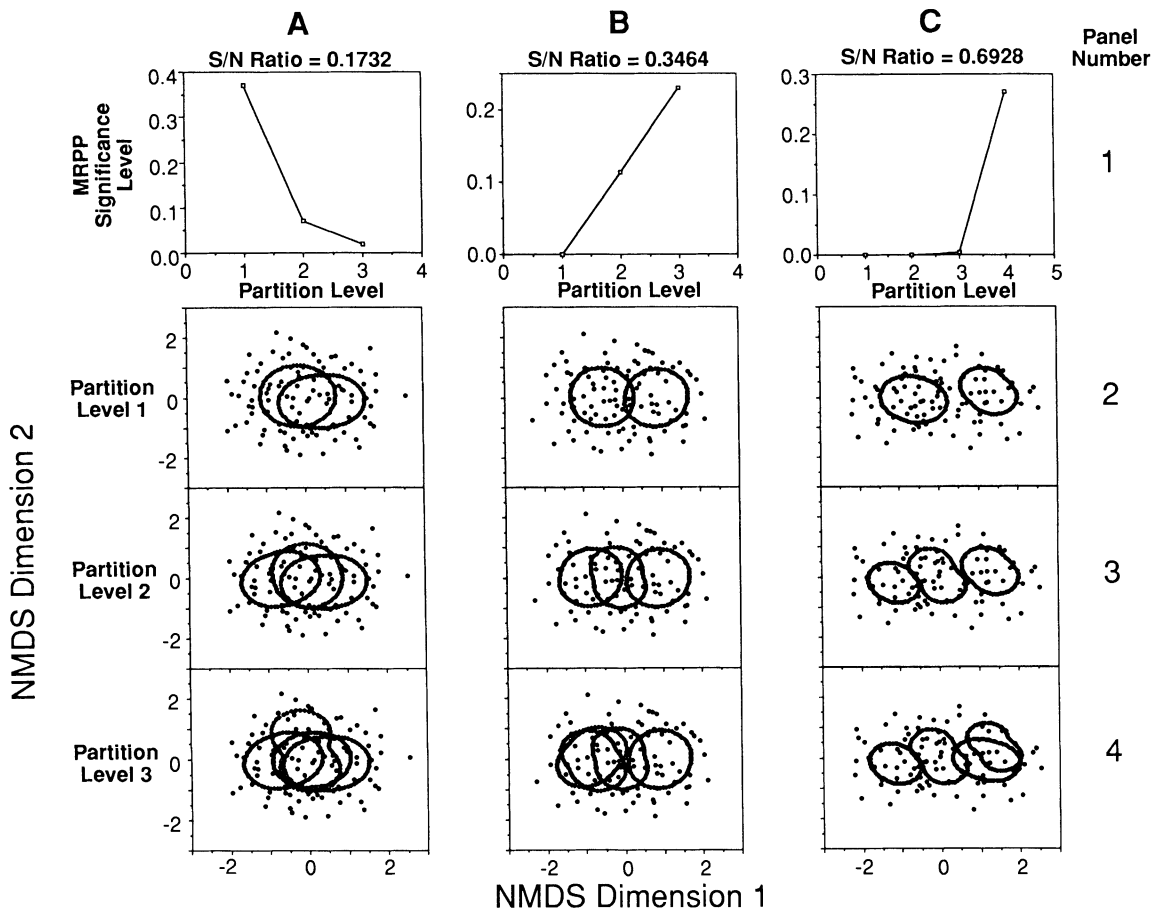 A B C
S/N Ratio = 0.1732 S/N Ratio = 0.3464 S/N Ratio = 0.6928
Panel
Number
MRPP
Significance
Level
0.4
0.3
0.2
0.1
0.0
0 1 2 3 4
Partition Level
0.2
0.1
0.0
0 1 2 3 4
Partition Level
0.3
0.2
0.1
0.0
0 1 2 3 4 5
Partition Level
1
NMDS Dimension 2
Partition
Level 1
2
0
-2
2
Partition
Level 2
2
0
-2
3
Partition
Level 3
2
0
-2
4
-2 0 2 -2 0 2 -2 0 2
NMDS Dimension 1